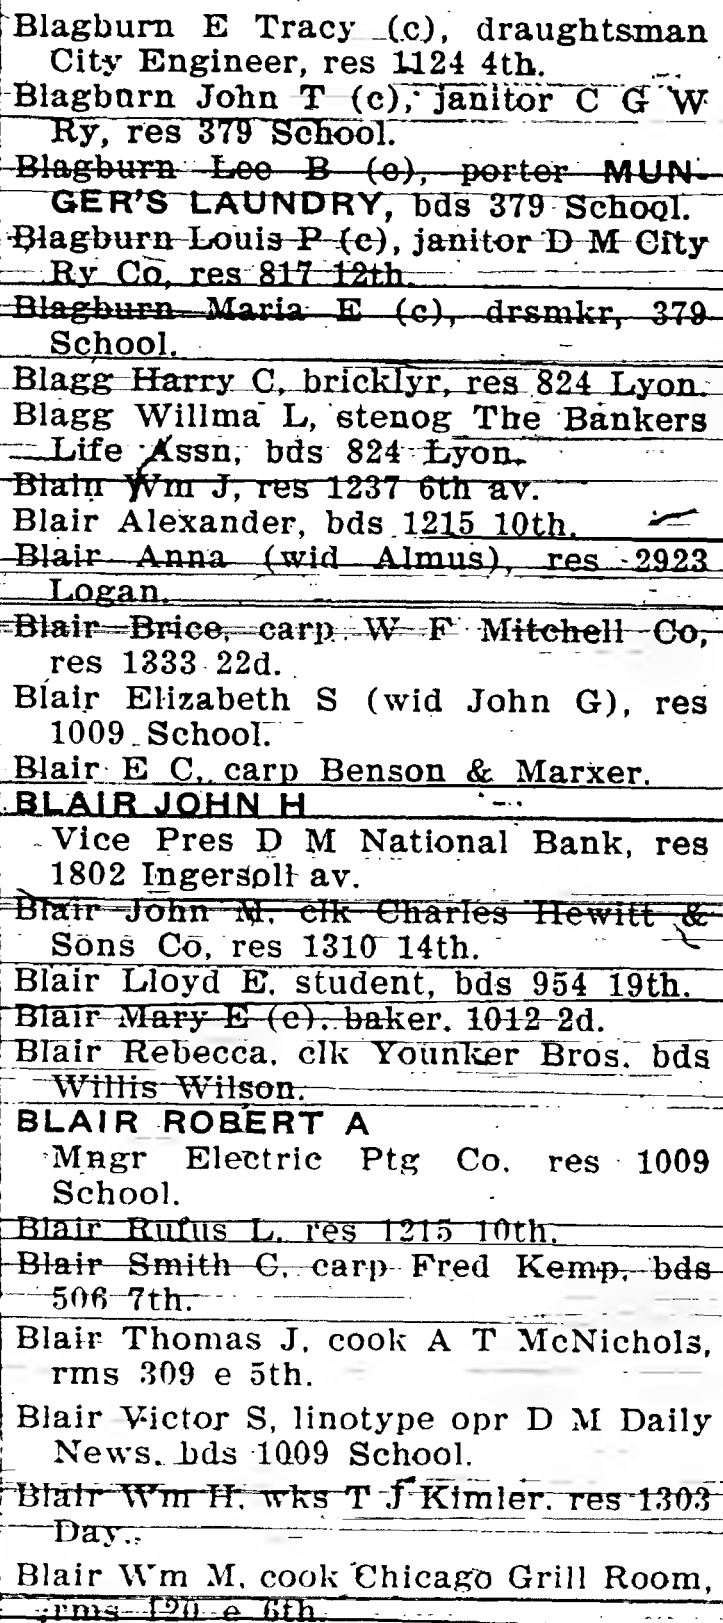 Blagburn E Tracy (c), draughtsman
City Engineer, res 1124 4th.
Blagburn John T (c), janitor C G W
Ry, res 379 School.
Blagburn Lee B (c), porter MUN-
GER'S LAUNDRY, bds 379 School.
Blagburn Louis P (c), janitor D M City
Ry Co, res 817 12th.
Blagburn Maria E (c), drsmkr, 379
School.
Blagg Harry C, bricklyr, res 824 Lyon.
Blagg Willma L, stenog The Bankers
Life Assn, bds 824 Lyon.
Blain Wm J, res 1237 6th av.
Blair Alexander, bds 1215 10th.
Blair Anna (wid Almus), res 2923
Logan.
Blair Brice, carp W F Mitchell Co,
res 1333 22d.
Blair Elizabeth S (wid John G), res
1009 School.
Blair E C, carp Benson & Marxer.
BLAIR JOHN H
Vice Pres D M National Bank, res
1802 Ingersoll av.
Blair John M, clk Charles Hewitt &
Sons Co, res 1310 14th.
Blair Lloyd E, student, bds 954 19th.
Blair Mary E (c), baker, 1012 2d.
Blair Rebecca, clk Younker Bros, bds
Willis Wilson.
BLAIR ROBERT A
Mngr Electric Ptg Co, res 1009
School.
Blair Rufus L, res 1215 10th.
Blair Smith C, carp Fred Kemp, bds
506 7th.
Blair Thomas J, cook A T McNichols,
rms 309 e 5th.
Blair Victor S, linotype opr D M Daily
News, bds 1009 School.
Blair Wm H, wks T J Kimler, res 1303
Day.
Blair Wm M, cook Chicago Grill Room,
rms 120 e 6th.